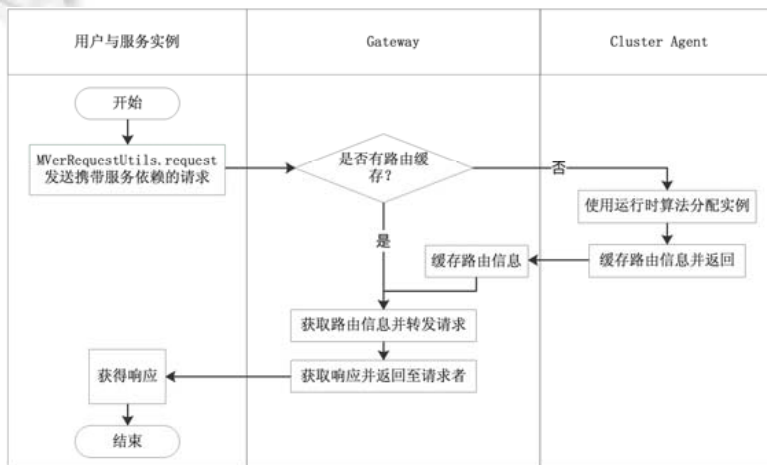 用户与服务实例
Gateway
Cluster Agent
开始
MVerRequestUtils.request
发送携带服务依赖的请求
是否有路由缓
存？
否
使用运行时算法分配实例
是
缓存路由信息
缓存路由信息并返回
获取路由信息并转发请求
获得响应
获取响应并返回至请求者
结束